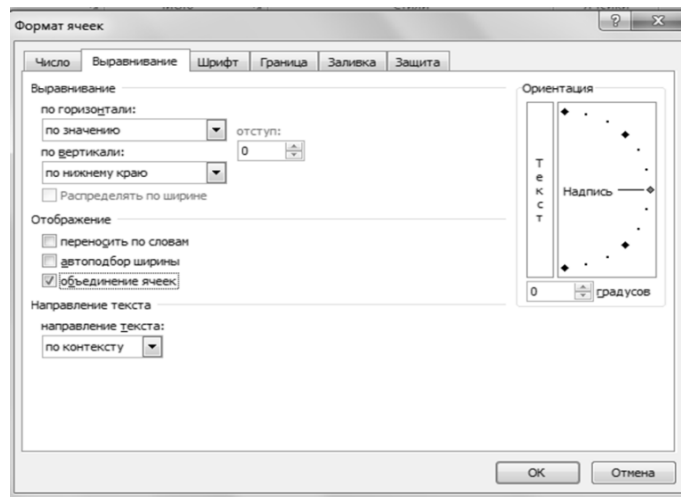 Формат ячеек
Число Выравнивание Шрифт Граница Заливка Защита
Выравнивание
по горизонтали:
по значению
отступ:
по вертикали:
0
по нижнему краю
Распределять по ширине
Отображение
переносить по словам
автоподбор ширины
объединение ячеек
Направление текста
направление текста:
по контексту
Ориентация
Текст
Надпись
0 градусов
ОК Отмена